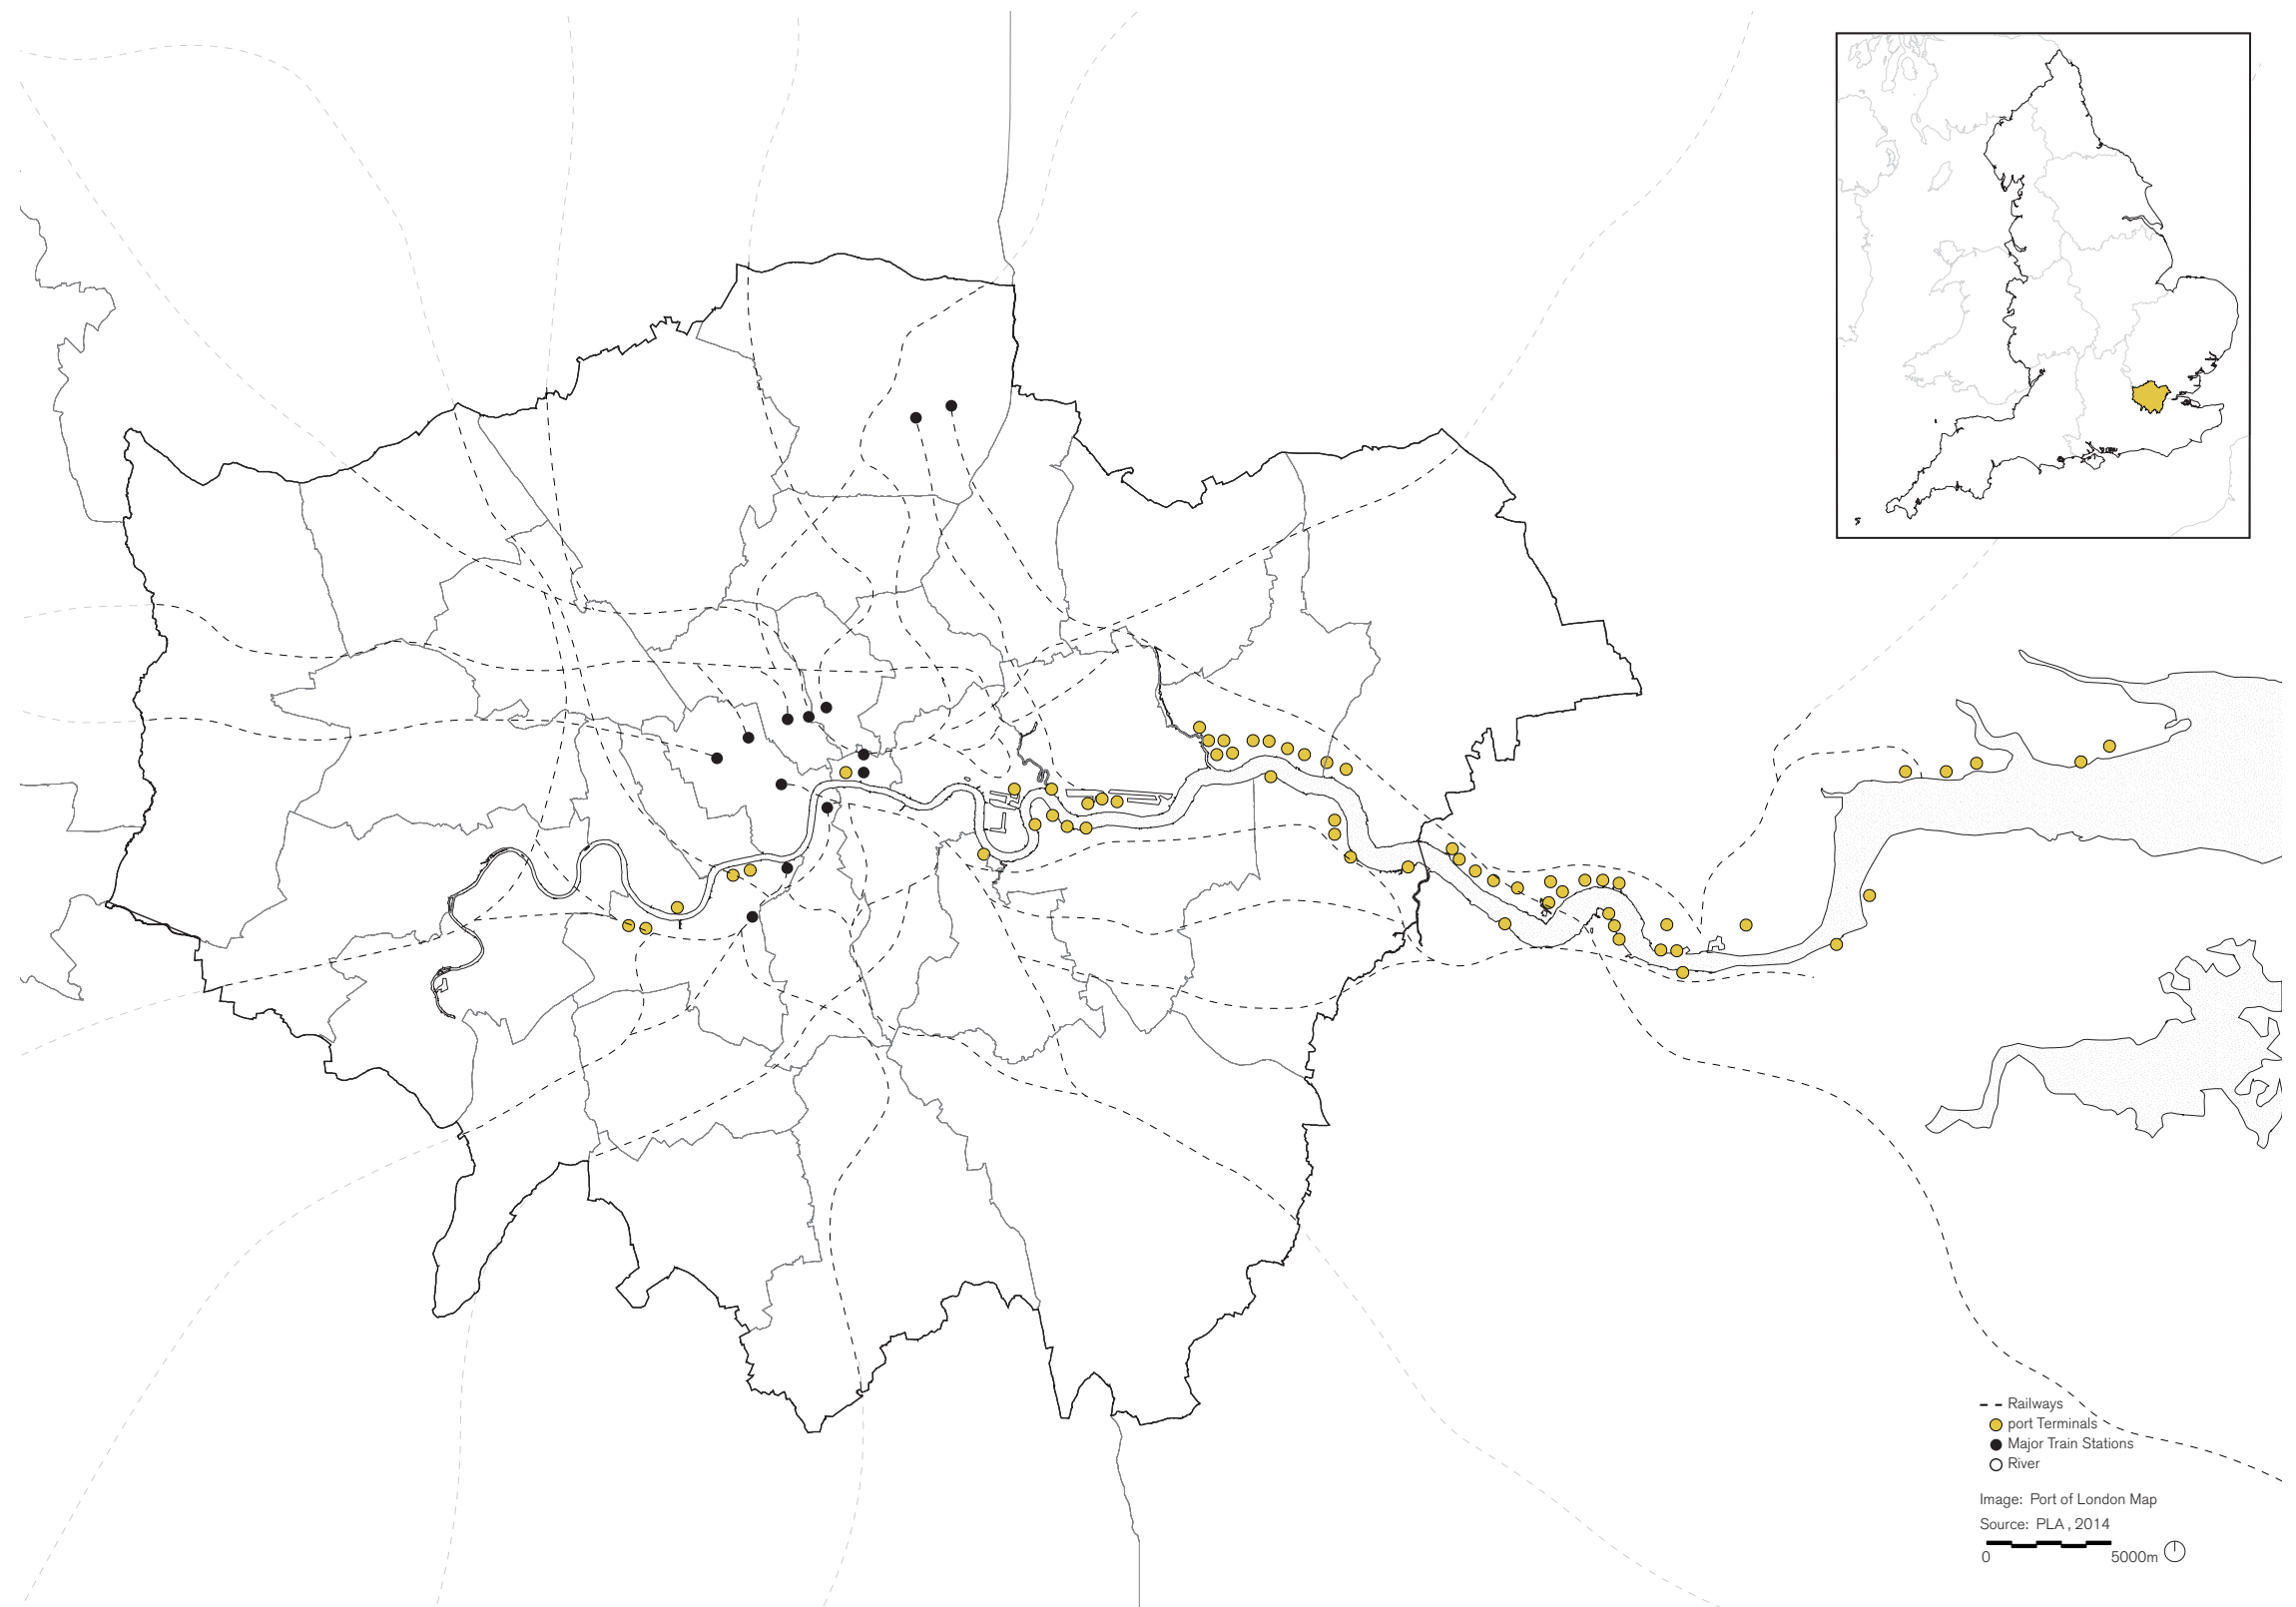 Railways
port Terminals
Major Train Stations
River
Image: Port of London Map
Source: PLA , 2014
0 5000m